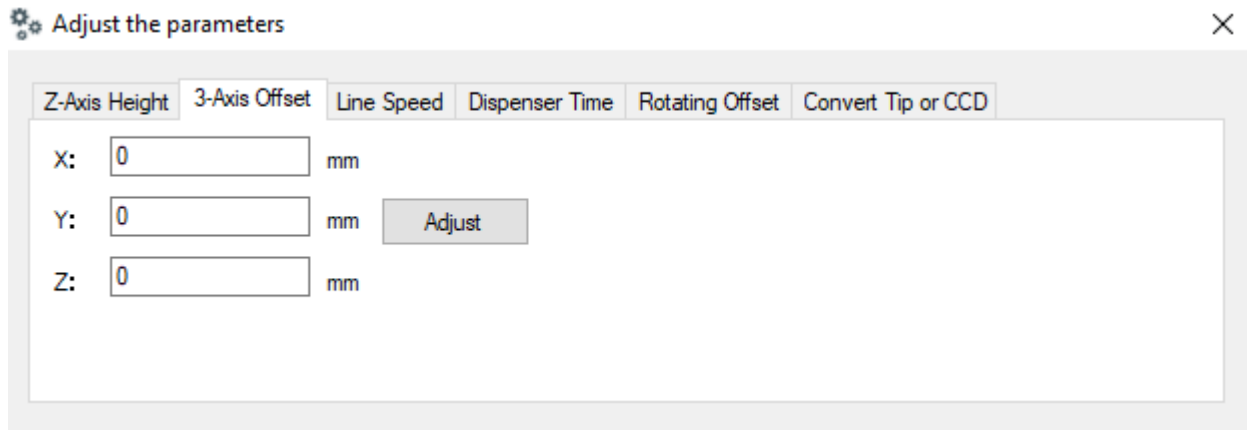 Adjust the parameters
Z-Axis Height 3-Axis Offset Line Speed Dispenser Time Rotating Offset Convert Tip or CCD
X: 0 mm
Y: 0 mm Adjust
Z: 0 mm